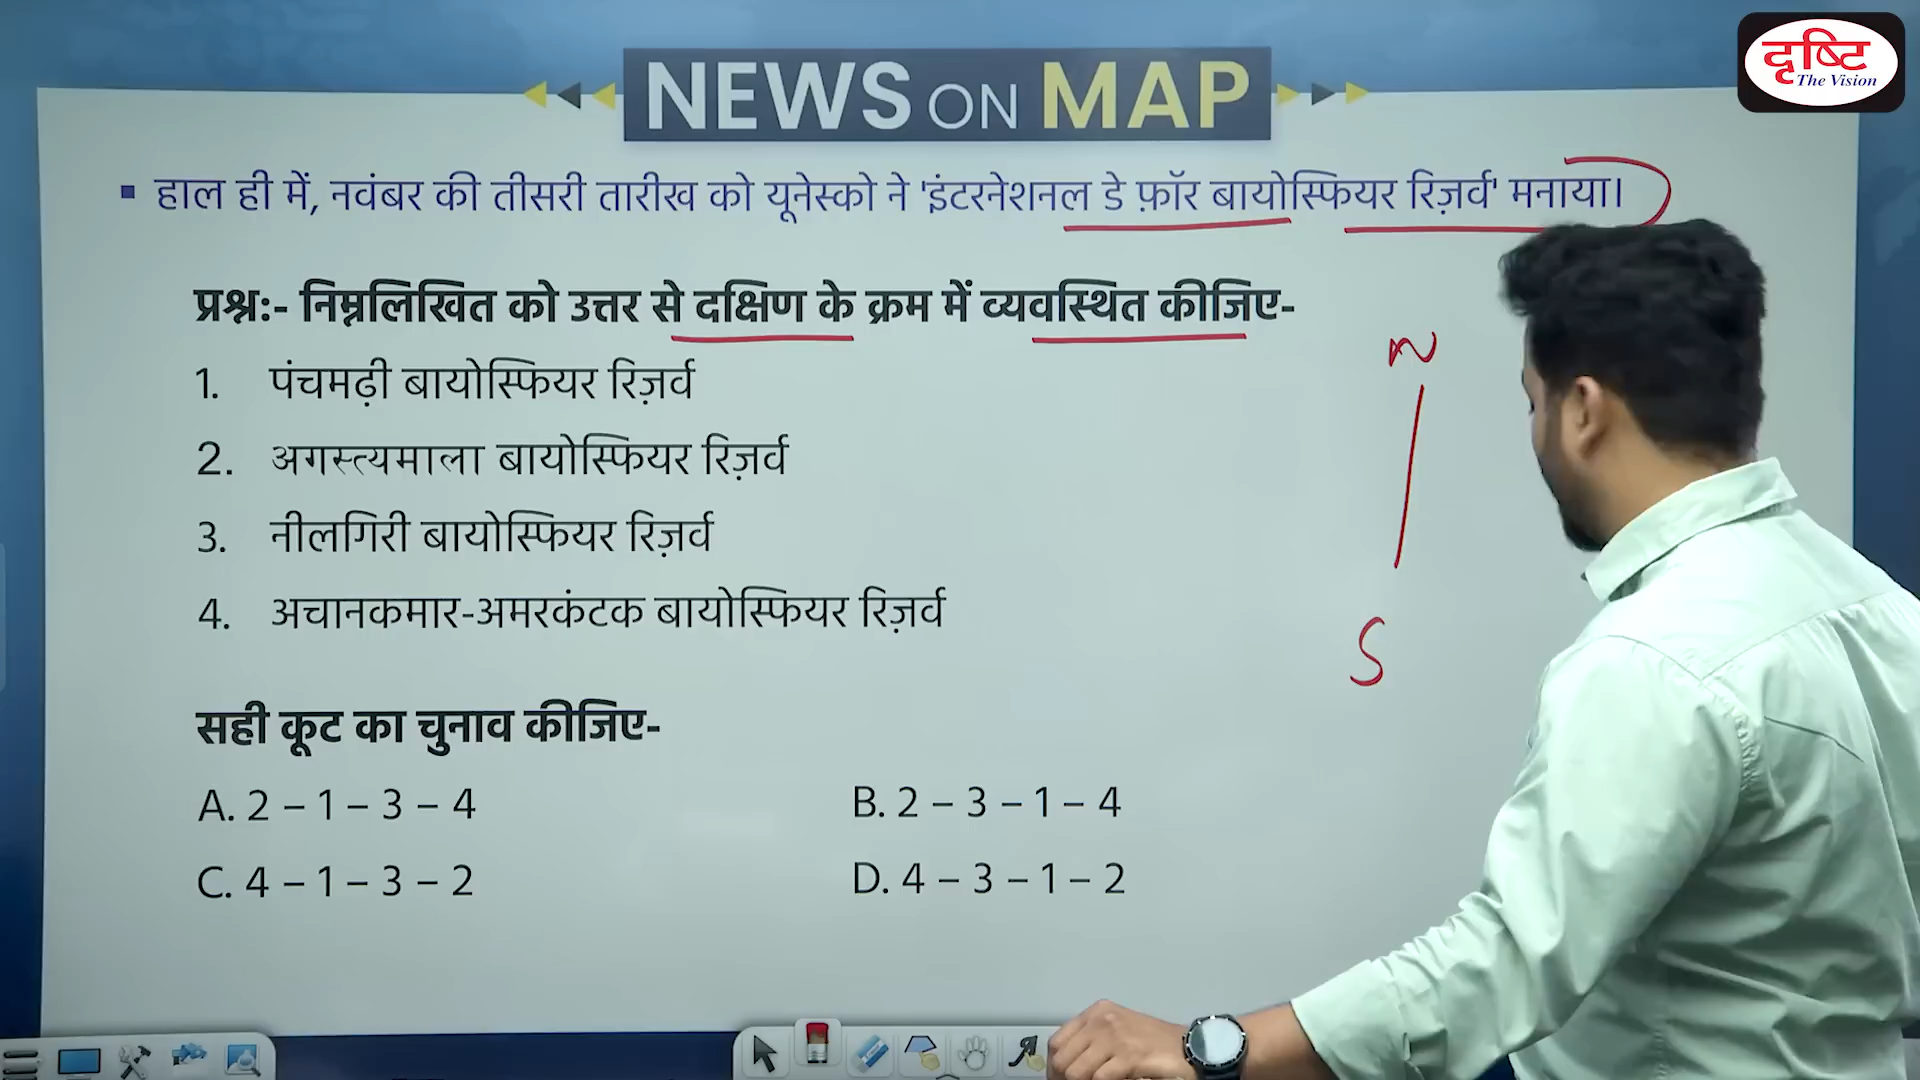 दृष्टि
The Vision
NEWS ON MAP
▪ हाल ही में, नवंबर की तीसरी तारीख को यूनेस्को ने 'इंटरनेशनल डे फ़ॉर बायोस्फियर रिज़र्व' मनाया।
प्रश्न:- निम्नलिखित को उत्तर से दक्षिण के क्रम में व्यवस्थित कीजिए-
N
1. पंचमढ़ी बायोस्फियर रिज़र्व
2. अगस्त्यमाला बायोस्फियर रिज़र्व
3. नीलगिरी बायोस्फियर रिज़र्व
4. अचानकमार-अमरकंटक बायोस्फियर रिज़र्व
S
सही कूट का चुनाव कीजिए-
A. 2 – 1 – 3 – 4
B. 2 – 3 – 1 – 4
C. 4 – 1 – 3 – 2
D. 4 – 3 – 1 – 2